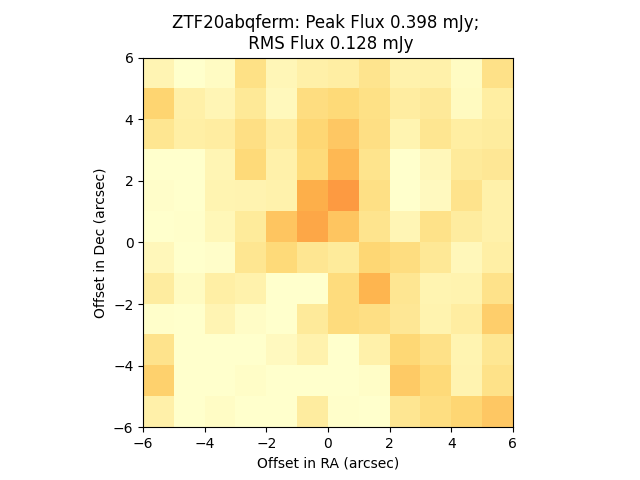 ZTF20abqferm: Peak Flux 0.398 mJy;
RMS Flux 0.128 mJy
6
4
2
0
−2
−4
−6
Offset in Dec (arcsec)
−6 −4 −2 0 2 4 6
Offset in RA (arcsec)